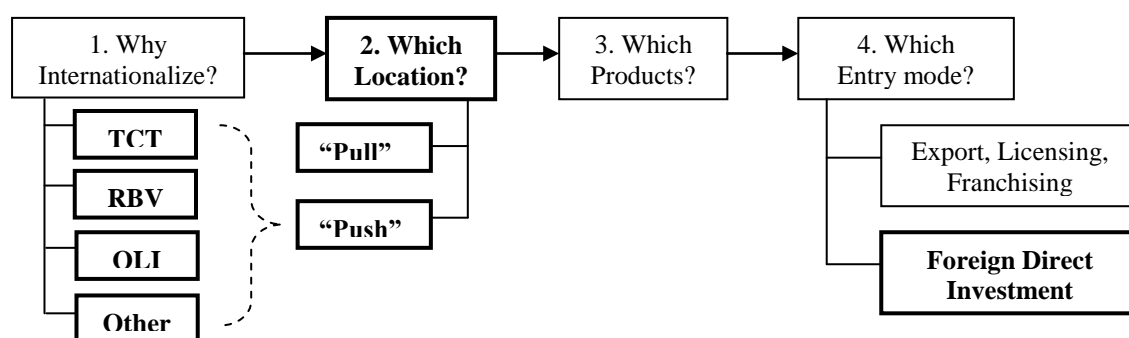 1. Why
Internationalize?
2. Which
Location?
3. Which
Products?
4. Which
Entry mode?
TCT
RBV
OLI
Other
“Pull”
“Push”
Export, Licensing,
Franchising
Foreign Direct
Investment